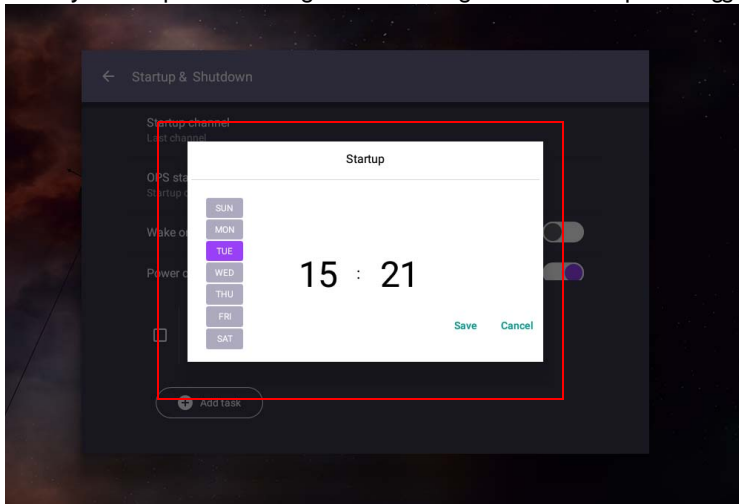 Startup & Shutdown
Startup channel
Last channel
Startup
OPS sta
Startup
SUN
MON
Wake o
TUE
Power
WED
15 : 21
THU
FRI
Save Cancel
SAT
Add task